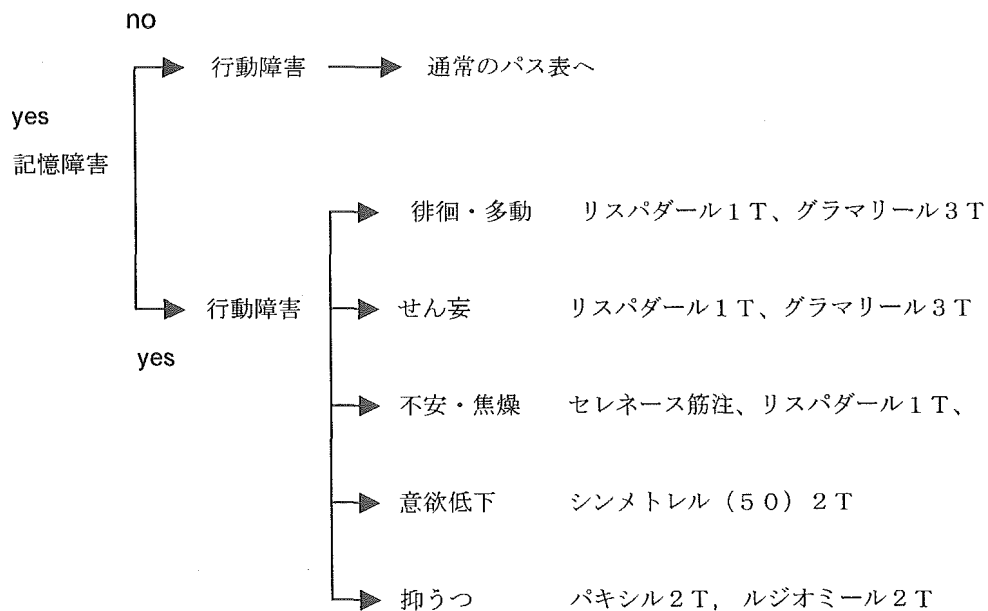 no
行動障害 通常のパス表へ
yes
記憶障害
徘徊・多動 リスパダール1T、グラマリール3T
行動障害 せん妄 リスパダール1T、グラマリール3T
yes
不安・焦燥 セレネース筋注、リスパダール1T、
意欲低下 シンメトレル（50）2T
抑うつ パキシル2T, ルジオミール2T